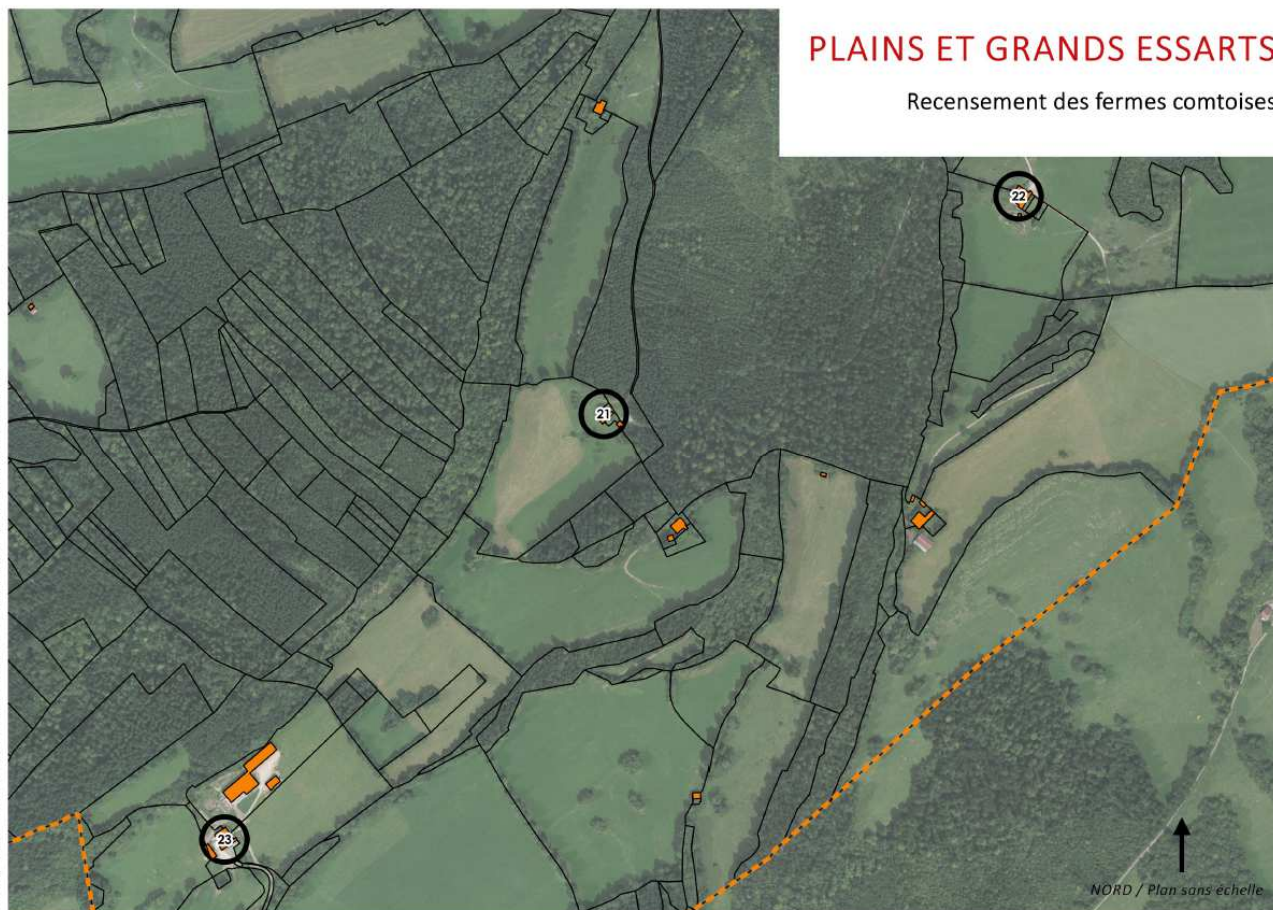 PLAINS ET GRANDS ESSARTS
Recensement des fermes comtoises
22
21
23
NORD / Plan sans échelle